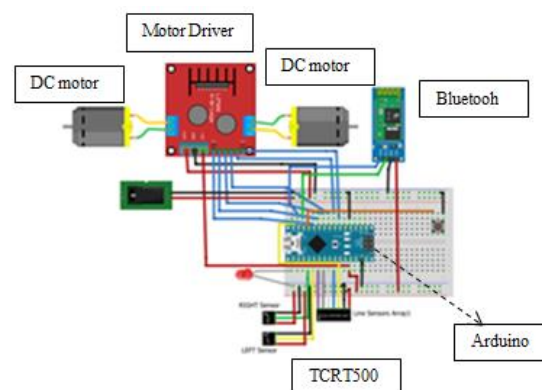 Motor Driver
DC motor
DC motor
Bluetooh
RIGHT Sensor
LEFT Sensor
Line Sensors Array
Arduino
TCRT500